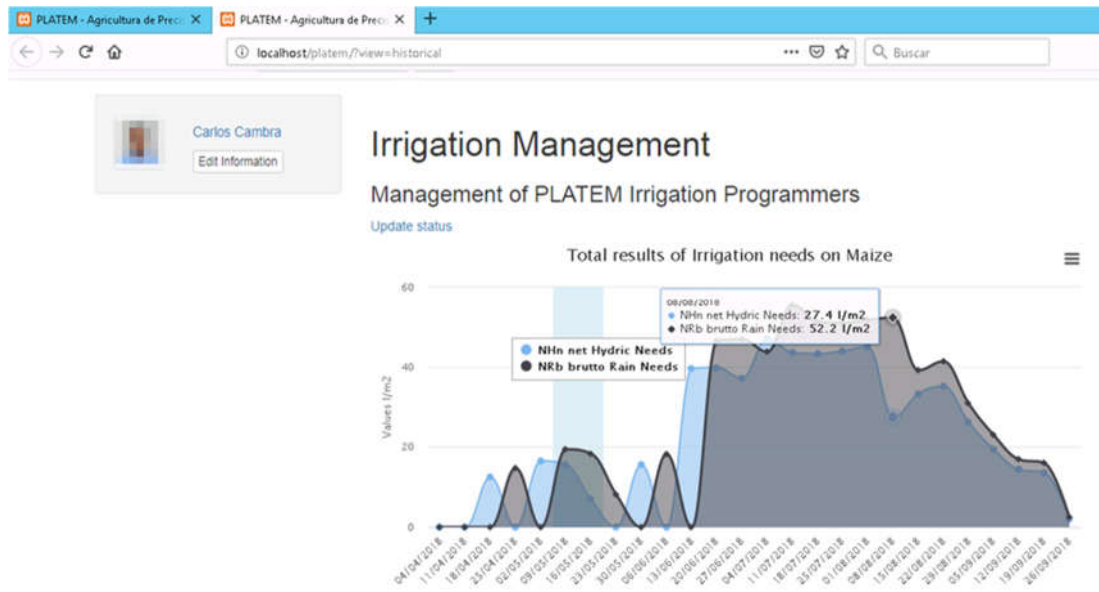 PLATEM - Agricultura de Preci
PLATEM - Agricultura de Preci
localhost/platem/?view=historical
Buscar
Carlos Cambra
Edit Information
Irrigation Management
Management of PLATEM Irrigation Programmers
Update status
Total results of Irrigation needs on Maize
08/08/2018
NHn net Hydric Needs: 27.4 l/m2
NRb brutto Rain Needs: 52.2 l/m2
NHn net Hydric Needs
NRb brutto Rain Needs
Values l/m2
60
40
20
0
04/04/2018
11/04/2018
18/04/2018
25/04/2018
02/05/2018
09/05/2018
16/05/2018
23/05/2018
30/05/2018
06/06/2018
13/06/2018
20/06/2018
27/06/2018
04/07/2018
11/07/2018
18/07/2018
25/07/2018
01/08/2018
08/08/2018
15/08/2018
22/08/2018
29/08/2018
05/09/2018
12/09/2018
19/09/2018
26/09/2018